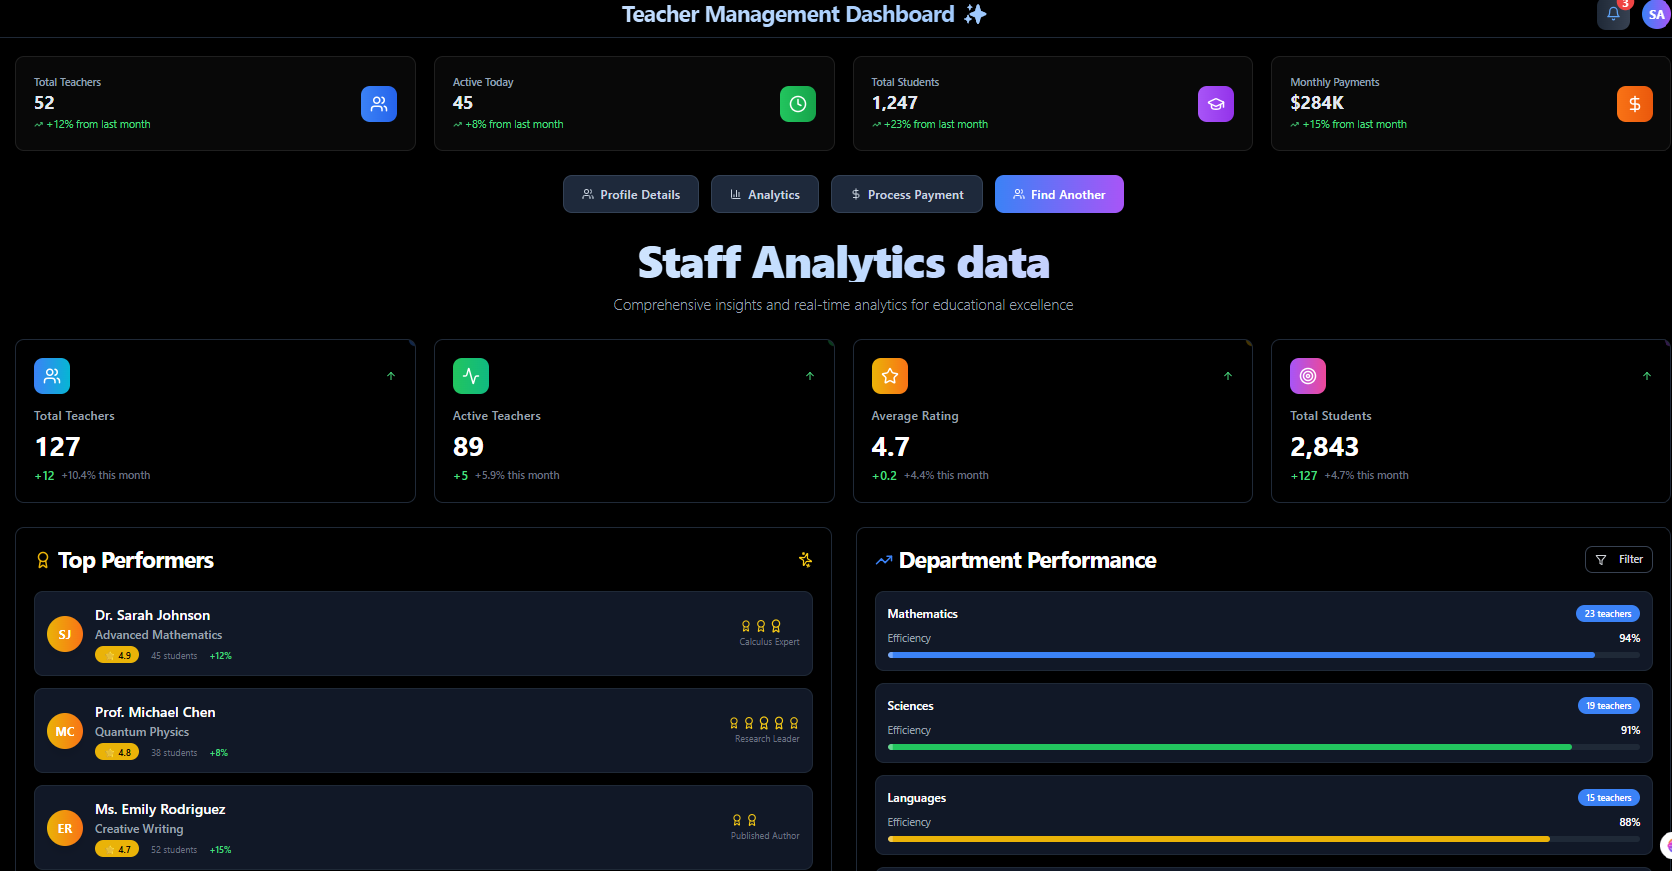 Teacher Management Dashboard ✨
3
SA
Total Teachers
52
+12% from last month
Active Today
45
+8% from last month
Total Students
1,247
+23% from last month
Monthly Payments
$284K
+15% from last month
Profile Details
Analytics
Process Payment
Find Another
Staff Analytics data
Comprehensive insights and real-time analytics for educational excellence
Total Teachers
127
+12 +10.4% this month
Active Teachers
89
+5 +5.9% this month
Average Rating
4.7
+0.2 +4.4% this month
Total Students
2,843
+127 +4.7% this month
Top Performers
SJ
Dr. Sarah Johnson
Advanced Mathematics
4.9 45 students +12%
Calculus Expert
MC
Prof. Michael Chen
Quantum Physics
4.8 38 students +8%
Research Leader
ER
Ms. Emily Rodriguez
Creative Writing
4.7 52 students +15%
Published Author
Department Performance
Filter
Mathematics
23 teachers
Efficiency
94%
Sciences
19 teachers
Efficiency
91%
Languages
15 teachers
Efficiency
88%